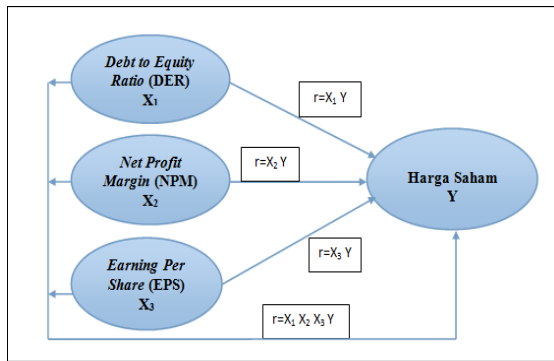 Debt to Equity
Ratio (DER)
X1
r=X1 Y
Net Profit
Margin (NPM)
X2
r=X2 Y
Harga Saham
Y
Earning Per
Share (EPS)
X3
r=X3 Y
r=X1 X2 X3 Y